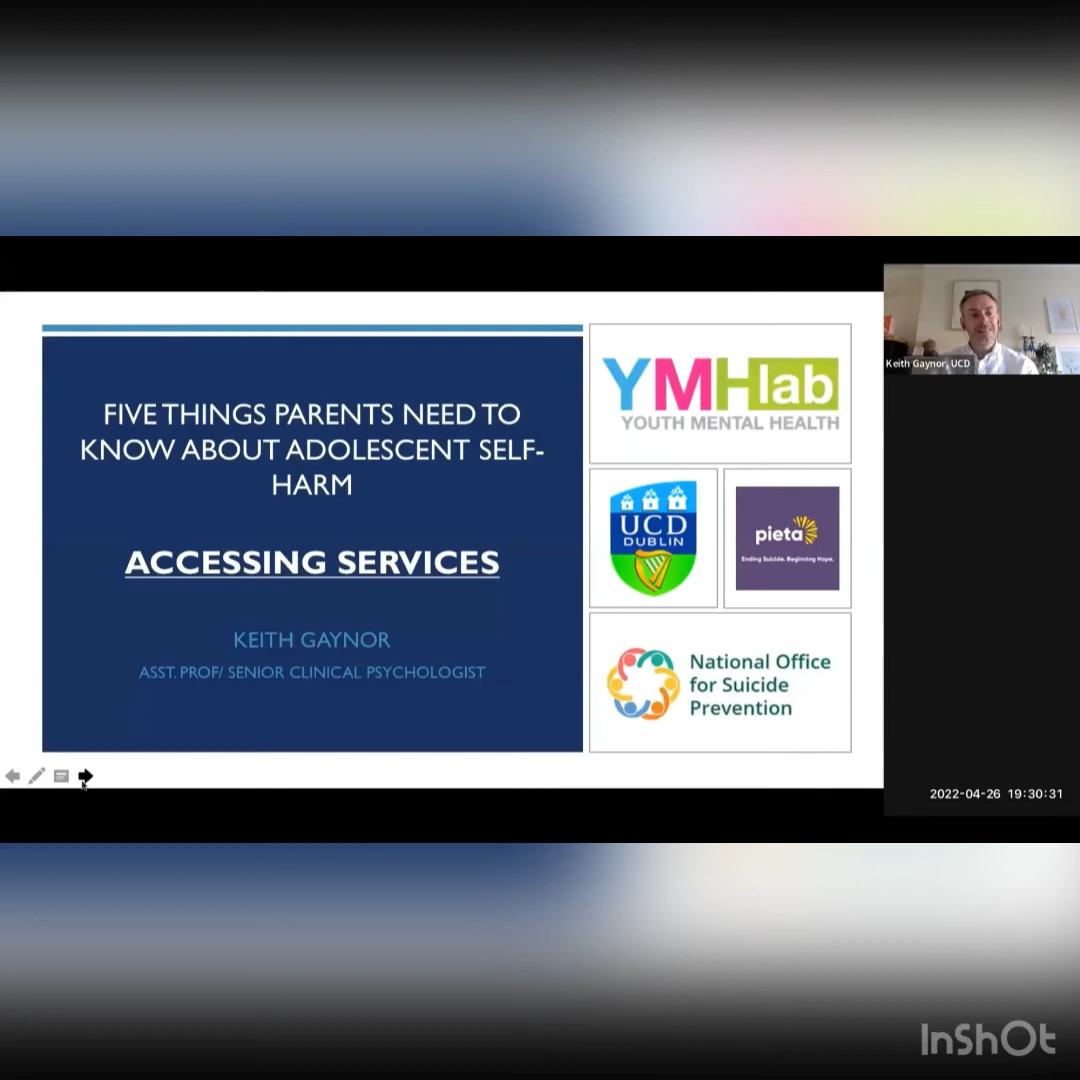 FIVE THINGS PARENTS NEED TO
KNOW ABOUT ADOLESCENT SELF-
HARM
ACCESSING SERVICES
KEITH GAYNOR
ASST. PROF/ SENIOR CLINICAL PSYCHOLOGIST
YMHlab
YOUTH MENTAL HEALTH
UCD
DUBLIN
pieta
Ending Suicide. Beginning Hope.
National Office
for Suicide
Prevention
Keith Gaynor, UCD
2022-04-26 19:30:31
InShOt